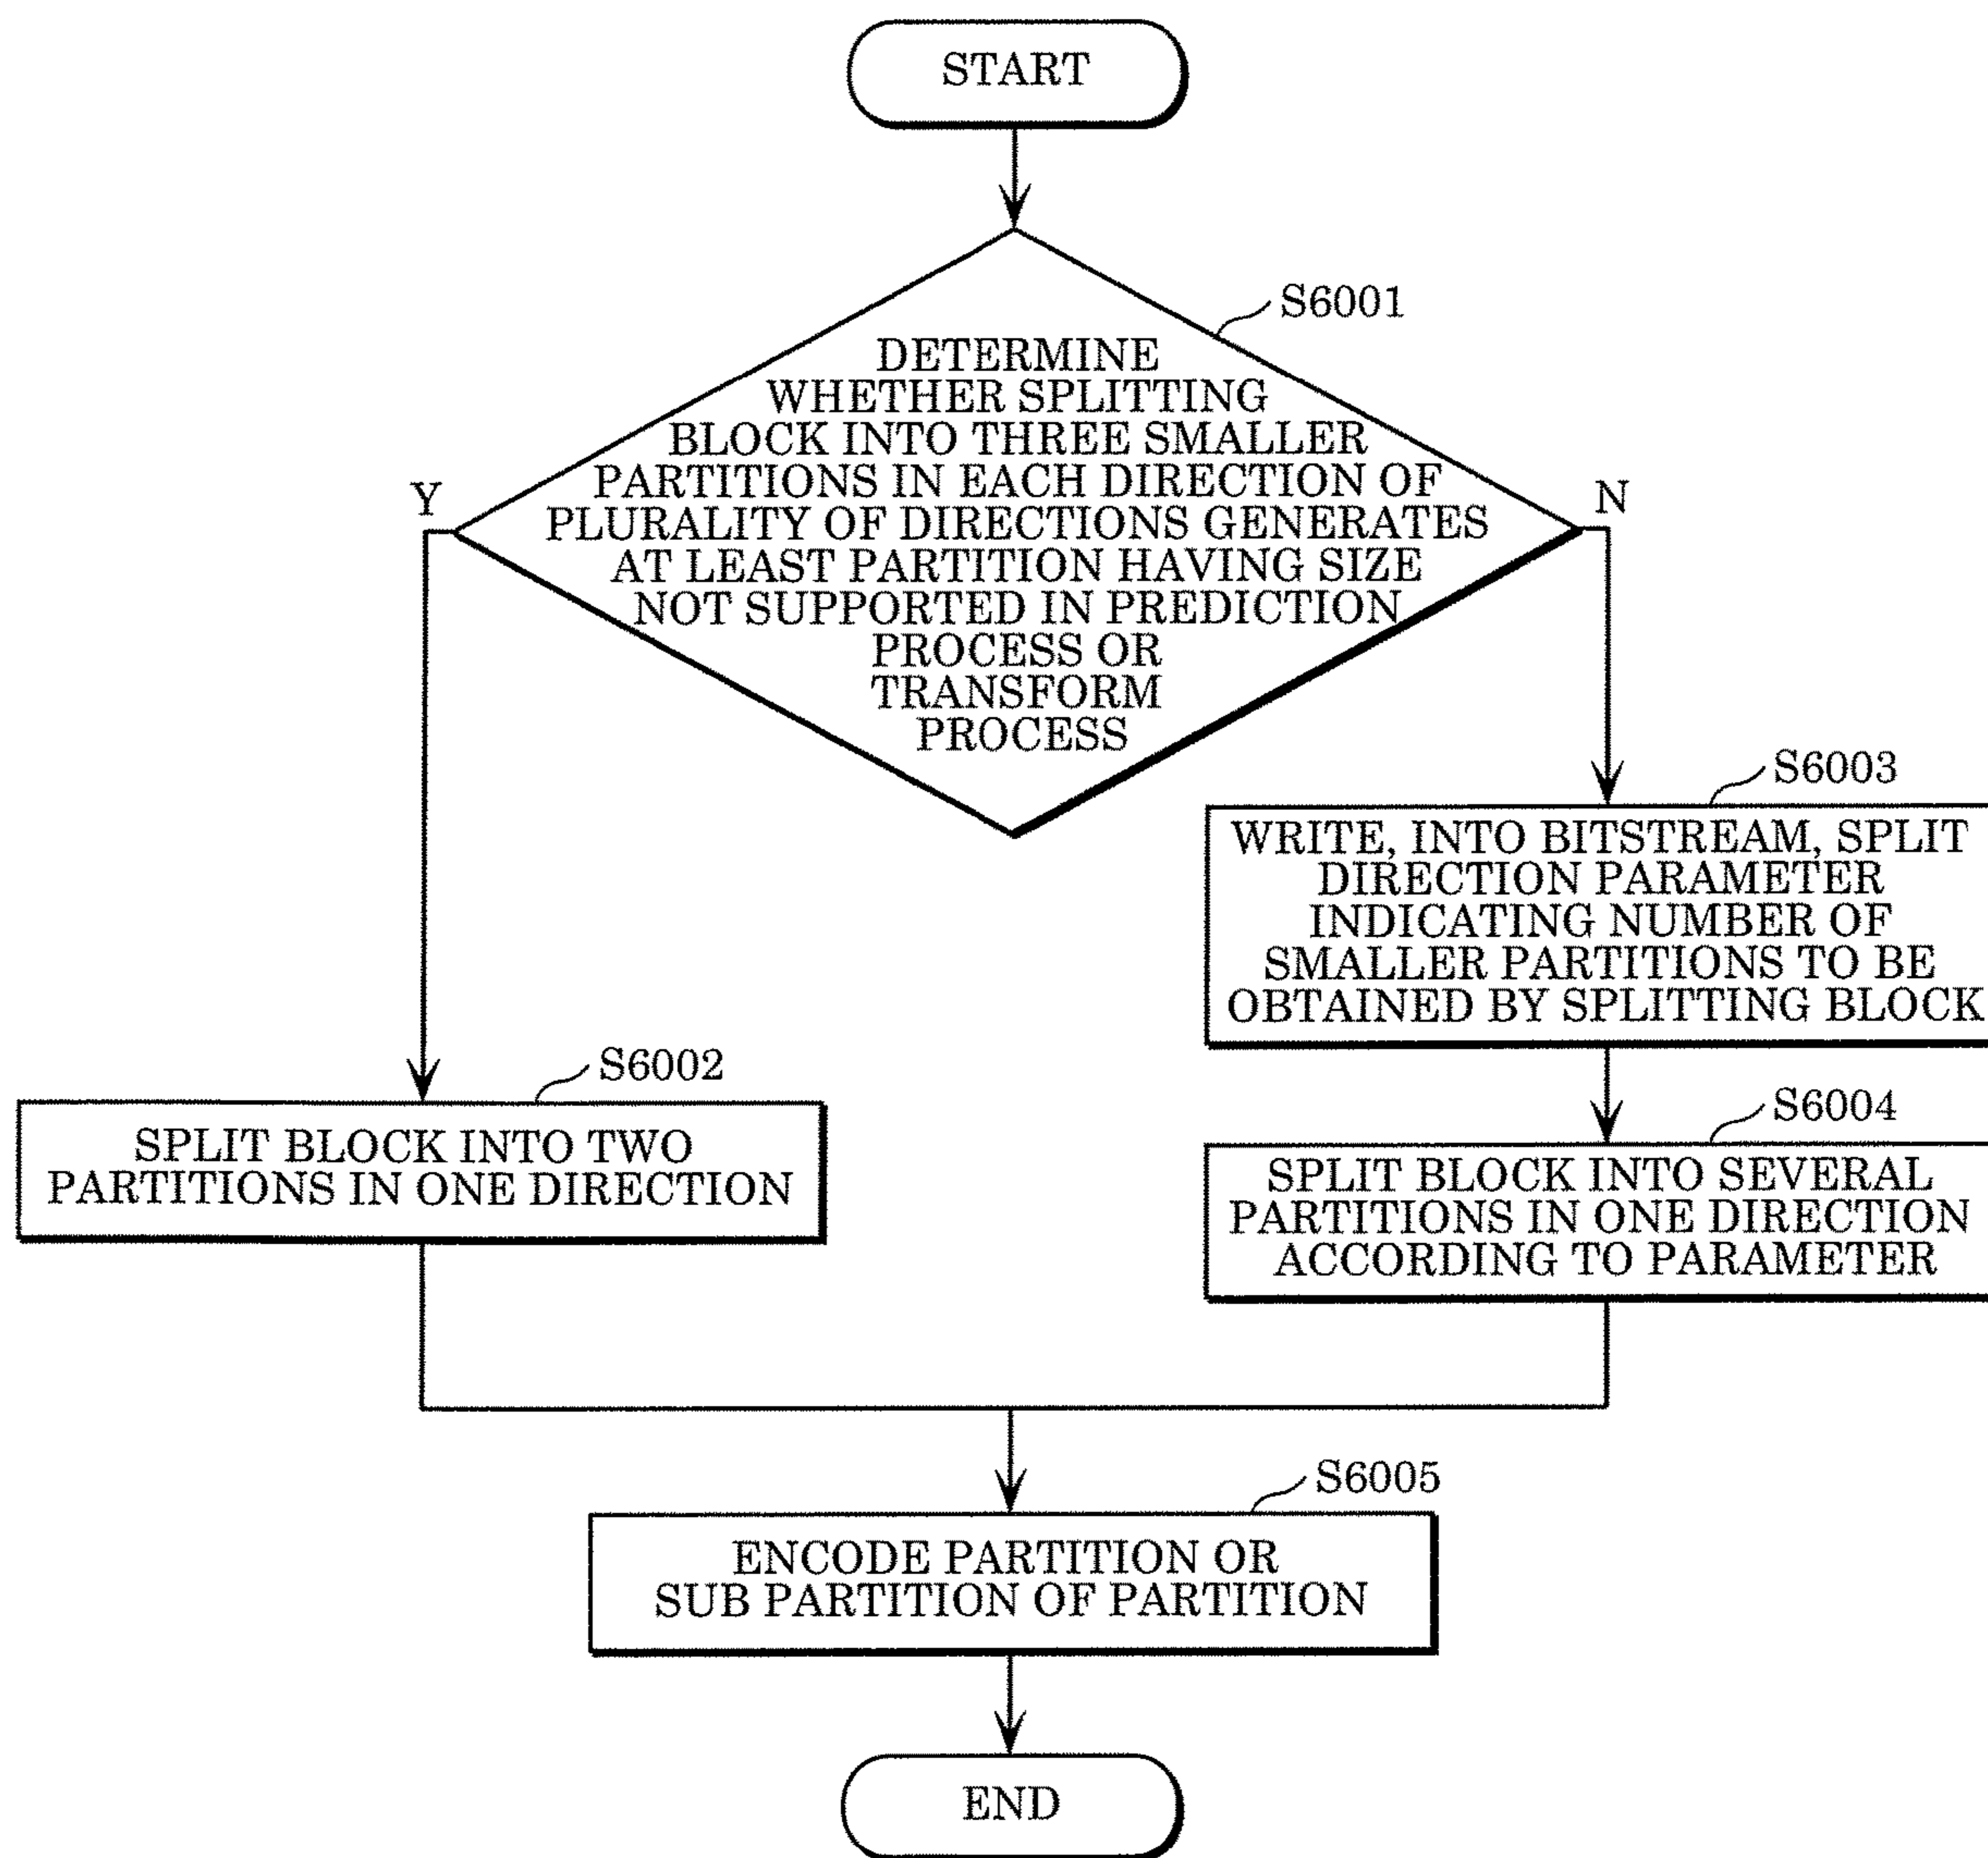 START
S6001
DETERMINE
WHETHER SPLITTING
BLOCK INTO THREE SMALLER
PARTITIONS IN EACH DIRECTION OF
PLURALITY OF DIRECTIONS GENERATES
AT LEAST PARTITION HAVING SIZE
NOT SUPPORTED IN PREDICTION
PROCESS OR
TRANSFORM
PROCESS
Y
N
S6003
WRITE, INTO BITSTREAM, SPLIT
DIRECTION PARAMETER
INDICATING NUMBER OF
SMALLER PARTITIONS TO BE
OBTAINED BY SPLITTING BLOCK
S6002
SPLIT BLOCK INTO TWO
PARTITIONS IN ONE DIRECTION
S6004
SPLIT BLOCK INTO SEVERAL
PARTITIONS IN ONE DIRECTION
ACCORDING TO PARAMETER
S6005
ENCODE PARTITION OR
SUB PARTITION OF PARTITION
END